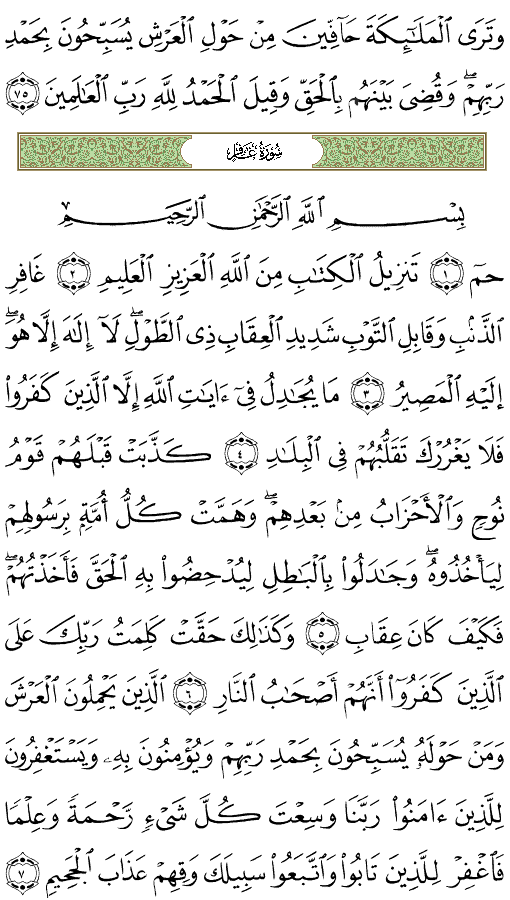 وَتَرَى ٱلْمَلَٰٓئِكَةَ حَآفِّينَ مِنْ حَوْلِ ٱلْعَرْشِ يُسَبِّحُونَ بِحَمْدِ
رَبِّهِمْ ۖ وَقُضِىَ بَيْنَهُم بِٱلْحَقِّ وَقِيلَ ٱلْحَمْدُ لِلَّهِ رَبِّ ٱلْعَٰلَمِينَ ٧٥
سُورَةُ غَافِرٍ
بِسْمِ ٱللَّهِ ٱلرَّحْمَٰنِ ٱلرَّحِيمِ
حمٓ ١ تَنزِيلُ ٱلْكِتَٰبِ مِنَ ٱللَّهِ ٱلْعَزِيزِ ٱلْعَلِيمِ ٢ غَافِرِ
ٱلذَّنۢبِ وَقَابِلِ ٱلتَّوْبِ شَدِيدِ ٱلْعِقَابِ ذِى ٱلطَّوْلِ ۖ لَآ إِلَٰهَ إِلَّا هُوَ ۖ
إِلَيْهِ ٱلْمَصِيرُ ٣ مَا يُجَٰدِلُ فِىٓ ءَايَٰتِ ٱللَّهِ إِلَّا ٱلَّذِينَ كَفَرُوا۟
فَلَا يَغْرُرْكَ تَقَلُّبُهُمْ فِى ٱلْبِلَٰدِ ٤ كَذَّبَتْ قَبْلَهُمْ قَوْمُ
نُوحٍ وَٱلْأَحْزَابُ مِنۢ بَعْدِهِمْ ۖ وَهَمَّتْ كُلُّ أُمَّةٍۭ بِرَسُولِهِمْ
لِيَأْخُذُوهُ ۖ وَجَٰدَلُوا۟ بِٱلْبَٰطِلِ لِيُدْحِضُوا۟ بِهِ ٱلْحَقَّ فَأَخَذْتُهُمْ ۖ
فَكَيْفَ كَانَ عِقَابِ ٥ وَكَذَٰلِكَ حَقَّتْ كَلِمَتُ رَبِّكَ عَلَى
ٱلَّذِينَ كَفَرُوٓا۟ أَنَّهُمْ أَصْحَٰبُ ٱلنَّارِ ٦ ٱلَّذِينَ يَحْمِلُونَ ٱلْعَرْشَ
وَمَنْ حَوْلَهُۥ يُسَبِّحُونَ بِحَمْدِ رَبِّهِمْ وَيُؤْمِنُونَ بِهِۦ وَيَسْتَغْفِرُونَ
لِلَّذِينَ ءَامَنُوا۟ رَبَّنَا وَسِعْتَ كُلَّ شَىْءٍ رَّحْمَةً وَعِلْمًا
فَٱغْفِرْ لِلَّذِينَ تَابُوا۟ وَٱتَّبَعُوا۟ سَبِيلَكَ وَقِهِمْ عَذَابَ ٱلْجَحِيمِ ٧